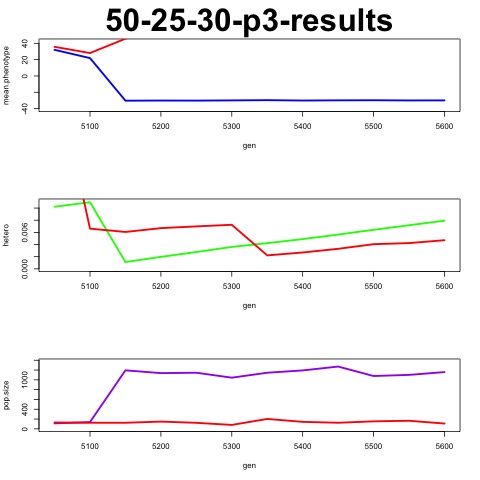 50-25-30-p3-results
mean.phenotype
40
20
0
-40
5100 5200 5300 5400 5500 5600
gen
hetero
0.006
0.000
5100 5200 5300 5400 5500 5600
gen
pop.size
1000
400
0
5100 5200 5300 5400 5500 5600
gen